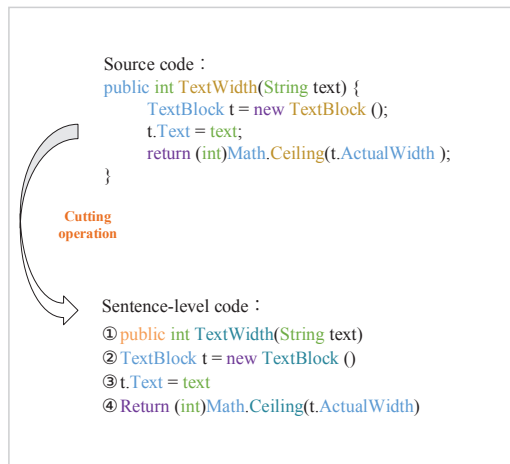 Source code：
public int TextWidth(String text) {
TextBlock t = new TextBlock ();
t.Text = text;
return (int)Math.Ceiling(t.ActualWidth );
}
Cutting
operation
Sentence-level code：
①public int TextWidth(String text)
②TextBlock t = new TextBlock ()
③t.Text = text
④Return (int)Math.Ceiling(t.ActualWidth)